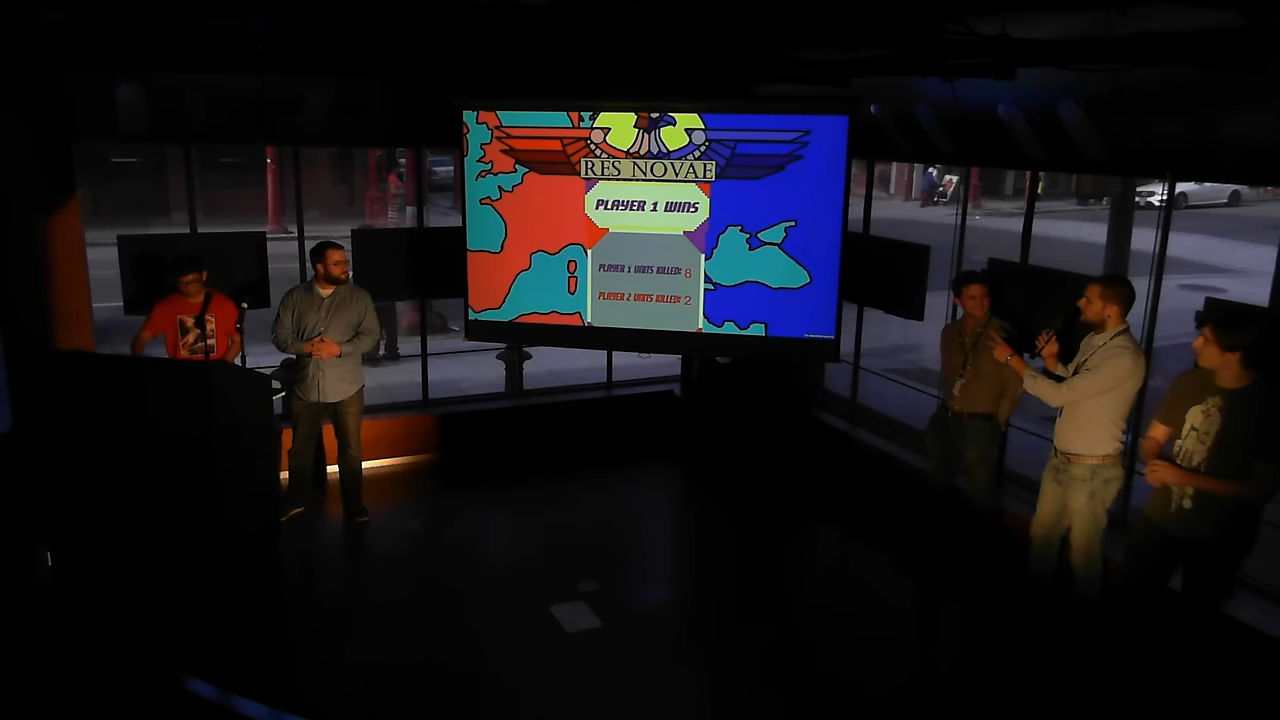 RES NOVAE
PLAYER 1 WINS
PLAYER 1 UNITS KILLED: 8
PLAYER 2 UNITS KILLED: 2